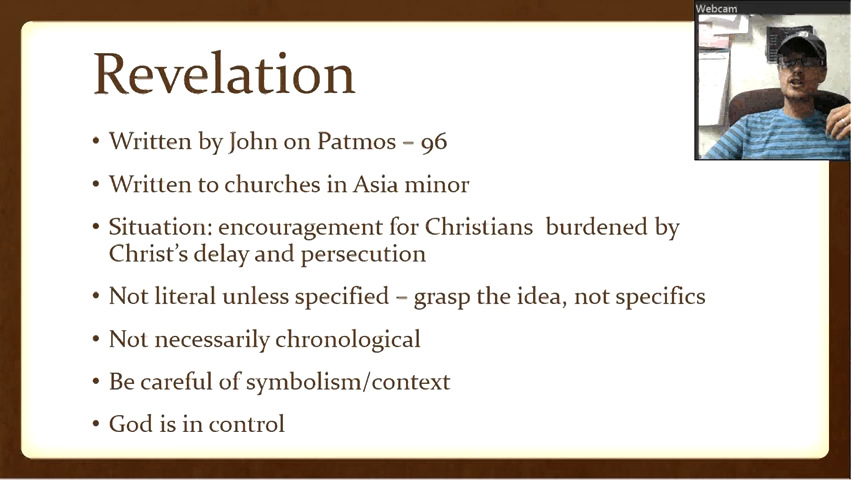 Webcam
Revelation
• Written by John on Patmos – 96
• Written to churches in Asia minor
• Situation: encouragement for Christians  burdened by
Christ's delay and persecution
• Not literal unless specified – grasp the idea, not specifics
• Not necessarily chronological
• Be careful of symbolism/context
• God is in control